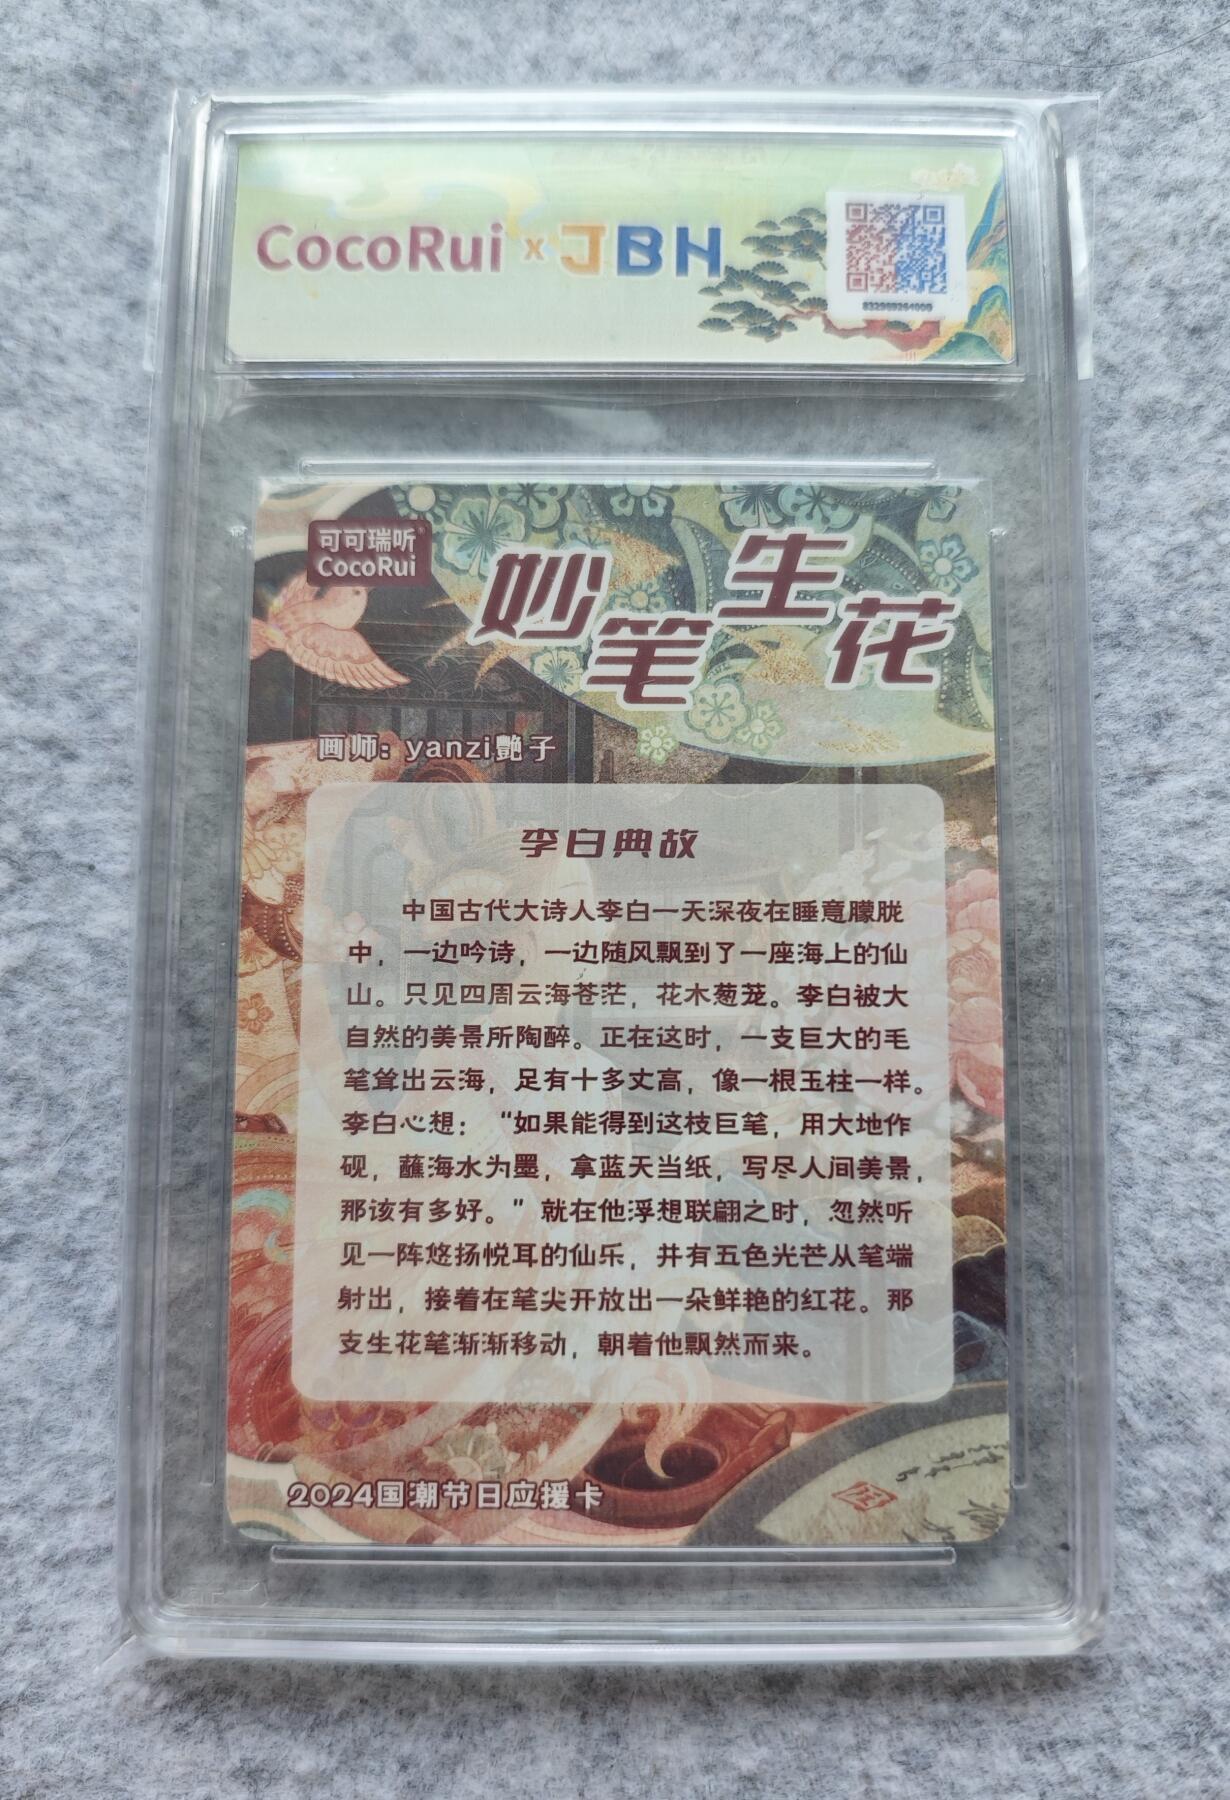 CocoRui x JBH
832999264000
可可瑞听®
CocoRui
妙笔生花
画师：yanzi艷子
李白典故
中国古代大诗人李白一天深夜在睡意朦胧
中，一边吟诗，一边随风飘到了一座海上的仙
山。只见四周云海苍茫，花木葱茏。李白被大
自然的美景所陶醉。正在这时，一支巨大的毛
笔耸出云海，足有十多丈高，像一根玉柱一样。
李白心想：“如果能得到这枝巨笔，用大地作
砚，蘸海水为墨，拿蓝天当纸，写尽人间美景，
那该有多好。”就在他浮想联翩之时，忽然听
见一阵悠扬悦耳的仙乐，并有五色光芒从笔端
射出，接着在笔尖开放出一朵鲜艳的红花。那
支生花笔渐渐移动，朝着他飘然而来。
2024国潮节日应援卡